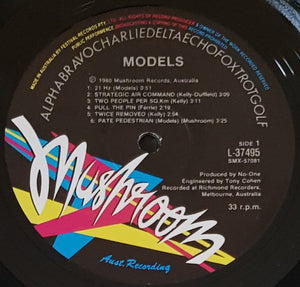 MADE IN AUSTRALIA BY FESTIVAL RECORDS PTY. LTD. ALL RIGHTS OF RECORD PRODUCER & OWNER OF THE WORK RECORDED RESERVED
PUBLIC PERFORMANCE BROADCASTING
ALPHABRAVOCHARLIEDELTAECHOFOXTROTGOLF
MODELS
℗ 1980 Mushroom Records, Australia
1: 21 Hz (Models) 3:51
2: STRATEGIC AIR COMMAND (Kelly-Duffield) 3:09
3: TWO PEOPLE PER SQ.Km (Kelly) 3:11
4: PULL THE PIN (Ferrie) 2:52
5: TWICE REMOVED (Kelly) 2:54
6: PATE PEDESTRIAN (Models) (Mushroom) 3:25
SIDE 1
L-37495
SMX-57081
Produced by No-One
Engineered by Tony Cohen
Recorded at Richmond Recorders,
Melbourne, Australia
33 r.p.m.
Mushroom
Aust. Recording